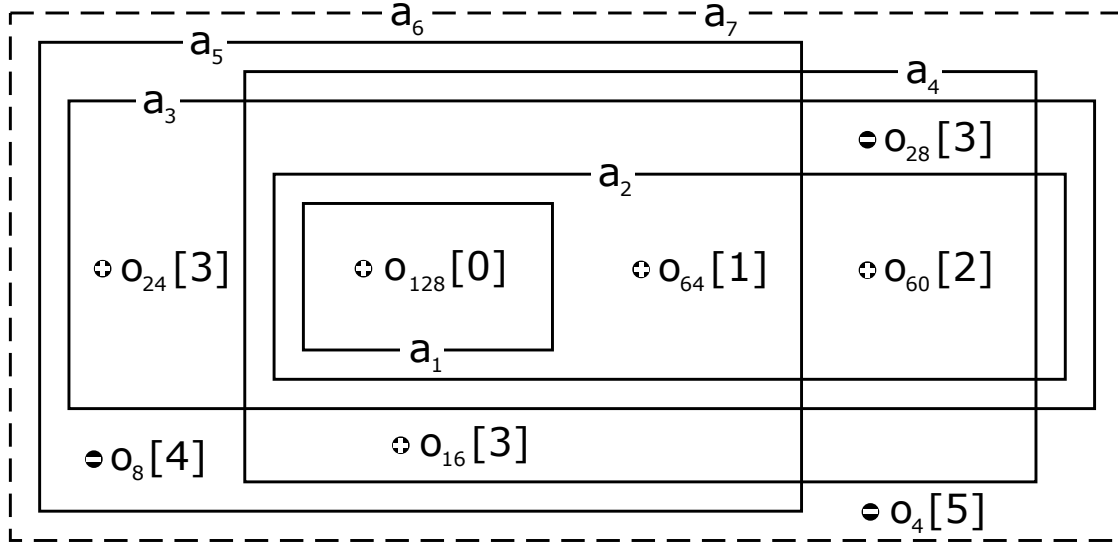 a₆ a₇
a₅
a₄
a₃
o₂₈[3]
a₂
o₂₄[3] o₁₂₈[0] o₆₄[1] o₆₀[2]
a₁
o₈[4] o₁₆[3]
o₄[5]